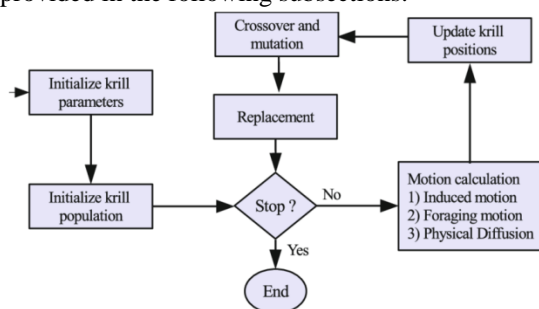 provided in the following subsections.
Crossover and
mutation
Update krill
positions
Initialize krill
parameters
Replacement
Initialize krill
population
Stop ?
No
Motion calculation
1) Induced motion
2) Foraging motion
3) Physical Diffusion
Yes
End